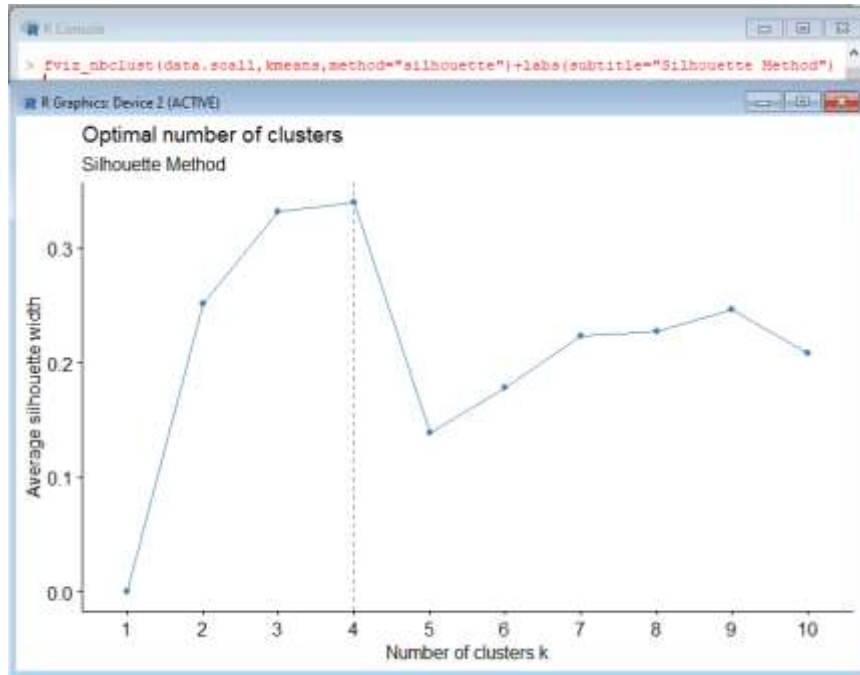 R Console
> fviz_nbclust(data.scall,kmeans,method="silhouette")+labs(subtitle="Silhouette Method")
R Graphics: Device 2 (ACTIVE)
Optimal number of clusters
Silhouette Method
Average silhouette width
0.3
0.2
0.1
0.0
1 2 3 4 5 6 7 8 9 10
Number of clusters k